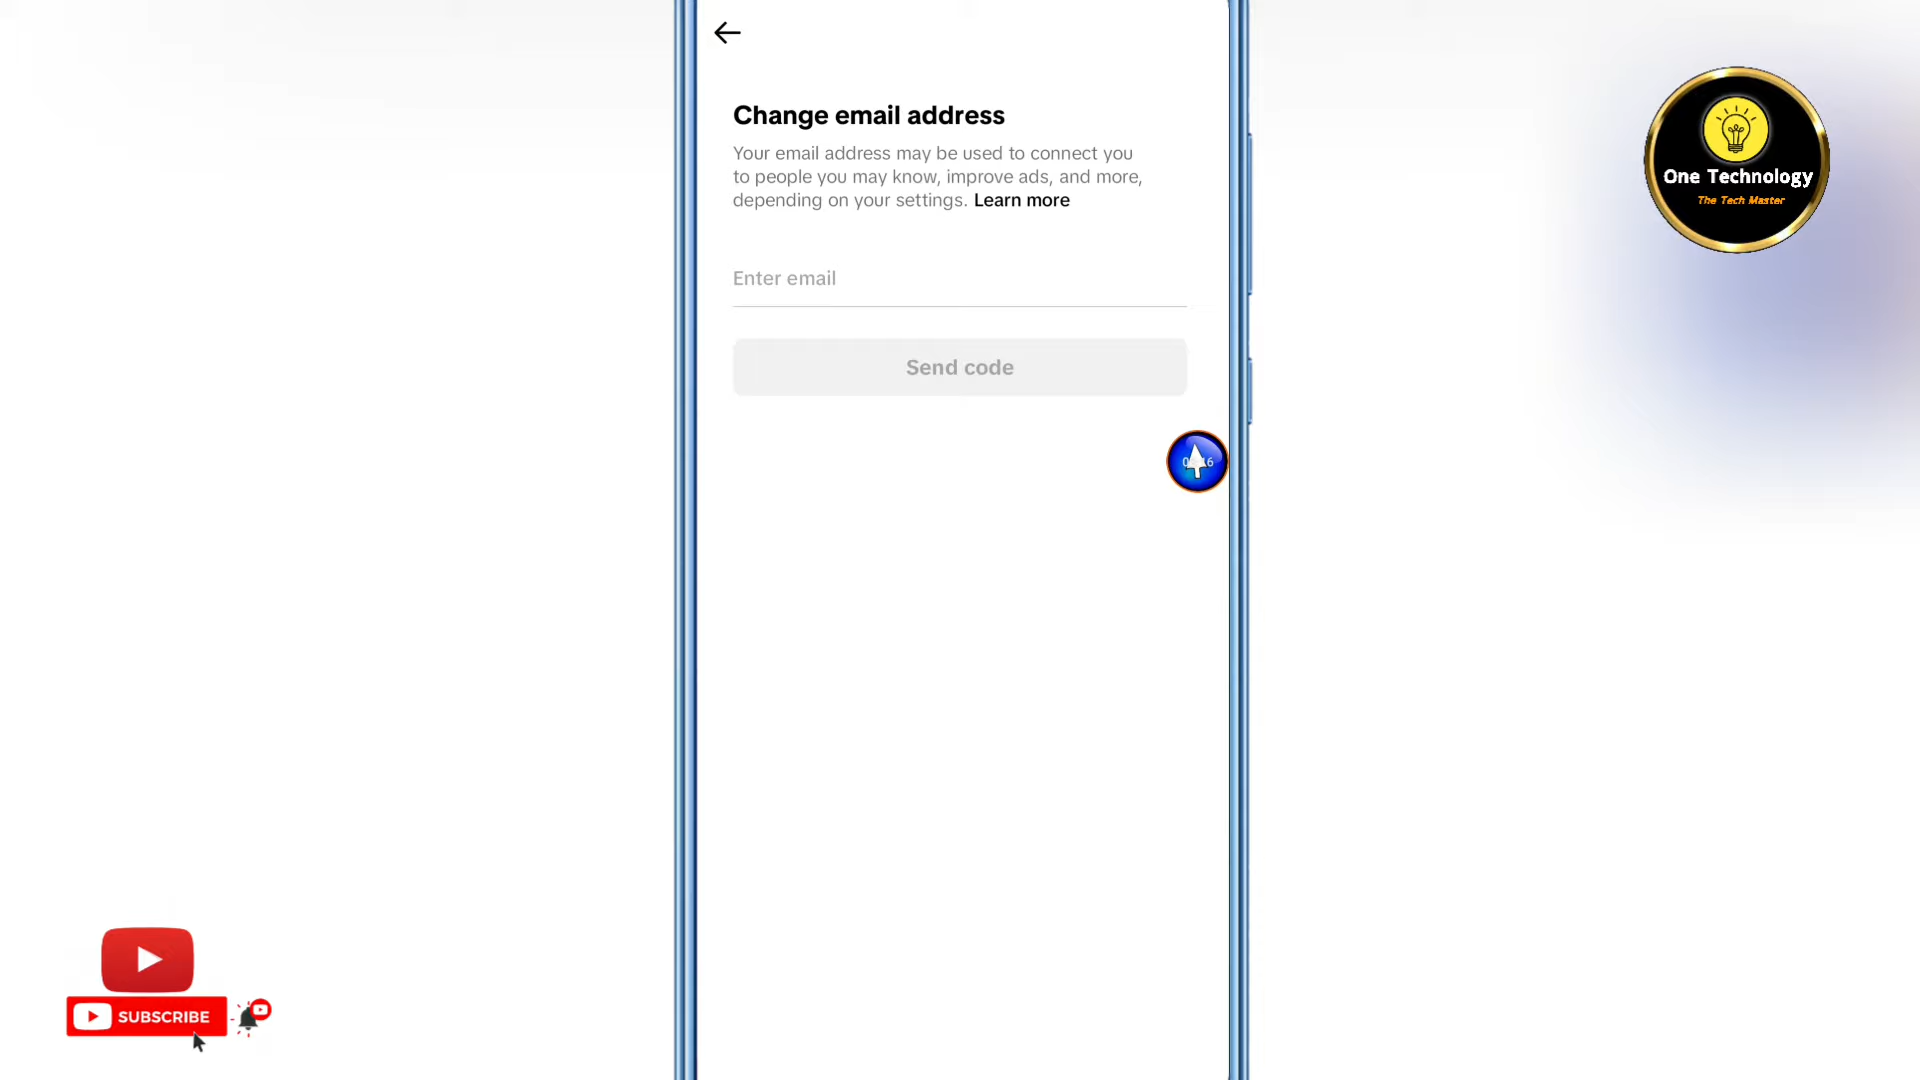 Change email address
Your email address may be used to connect you
to people you may know, improve ads, and more,
depending on your settings. Learn more
Enter email
Send code
One Technology
The Tech Master
SUBSCRIBE